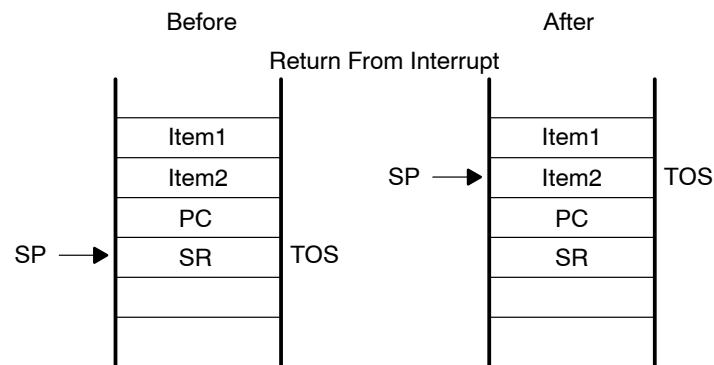 Before
After
Return From Interrupt
Item1
Item1
Item2
SP
Item2
TOS
PC
PC
SP
SR
TOS
SR